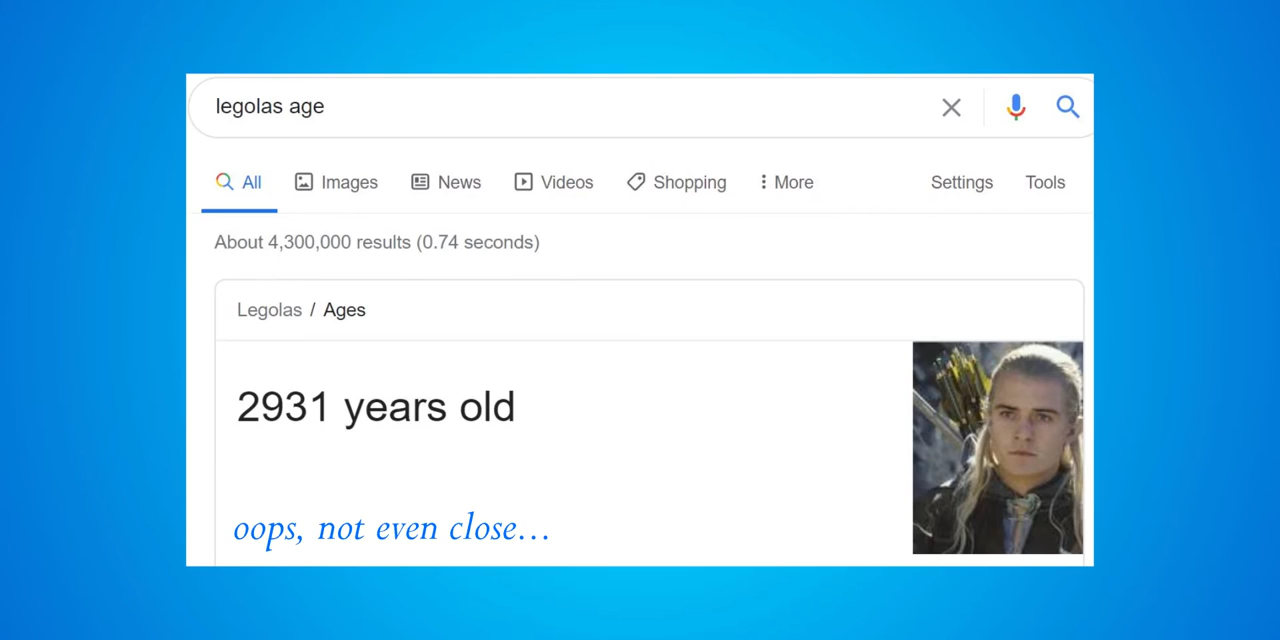 legolas age
All Images News Videos Shopping More Settings Tools
About 4,300,000 results (0.74 seconds)
Legolas / Ages
2931 years old
oops, not even close...